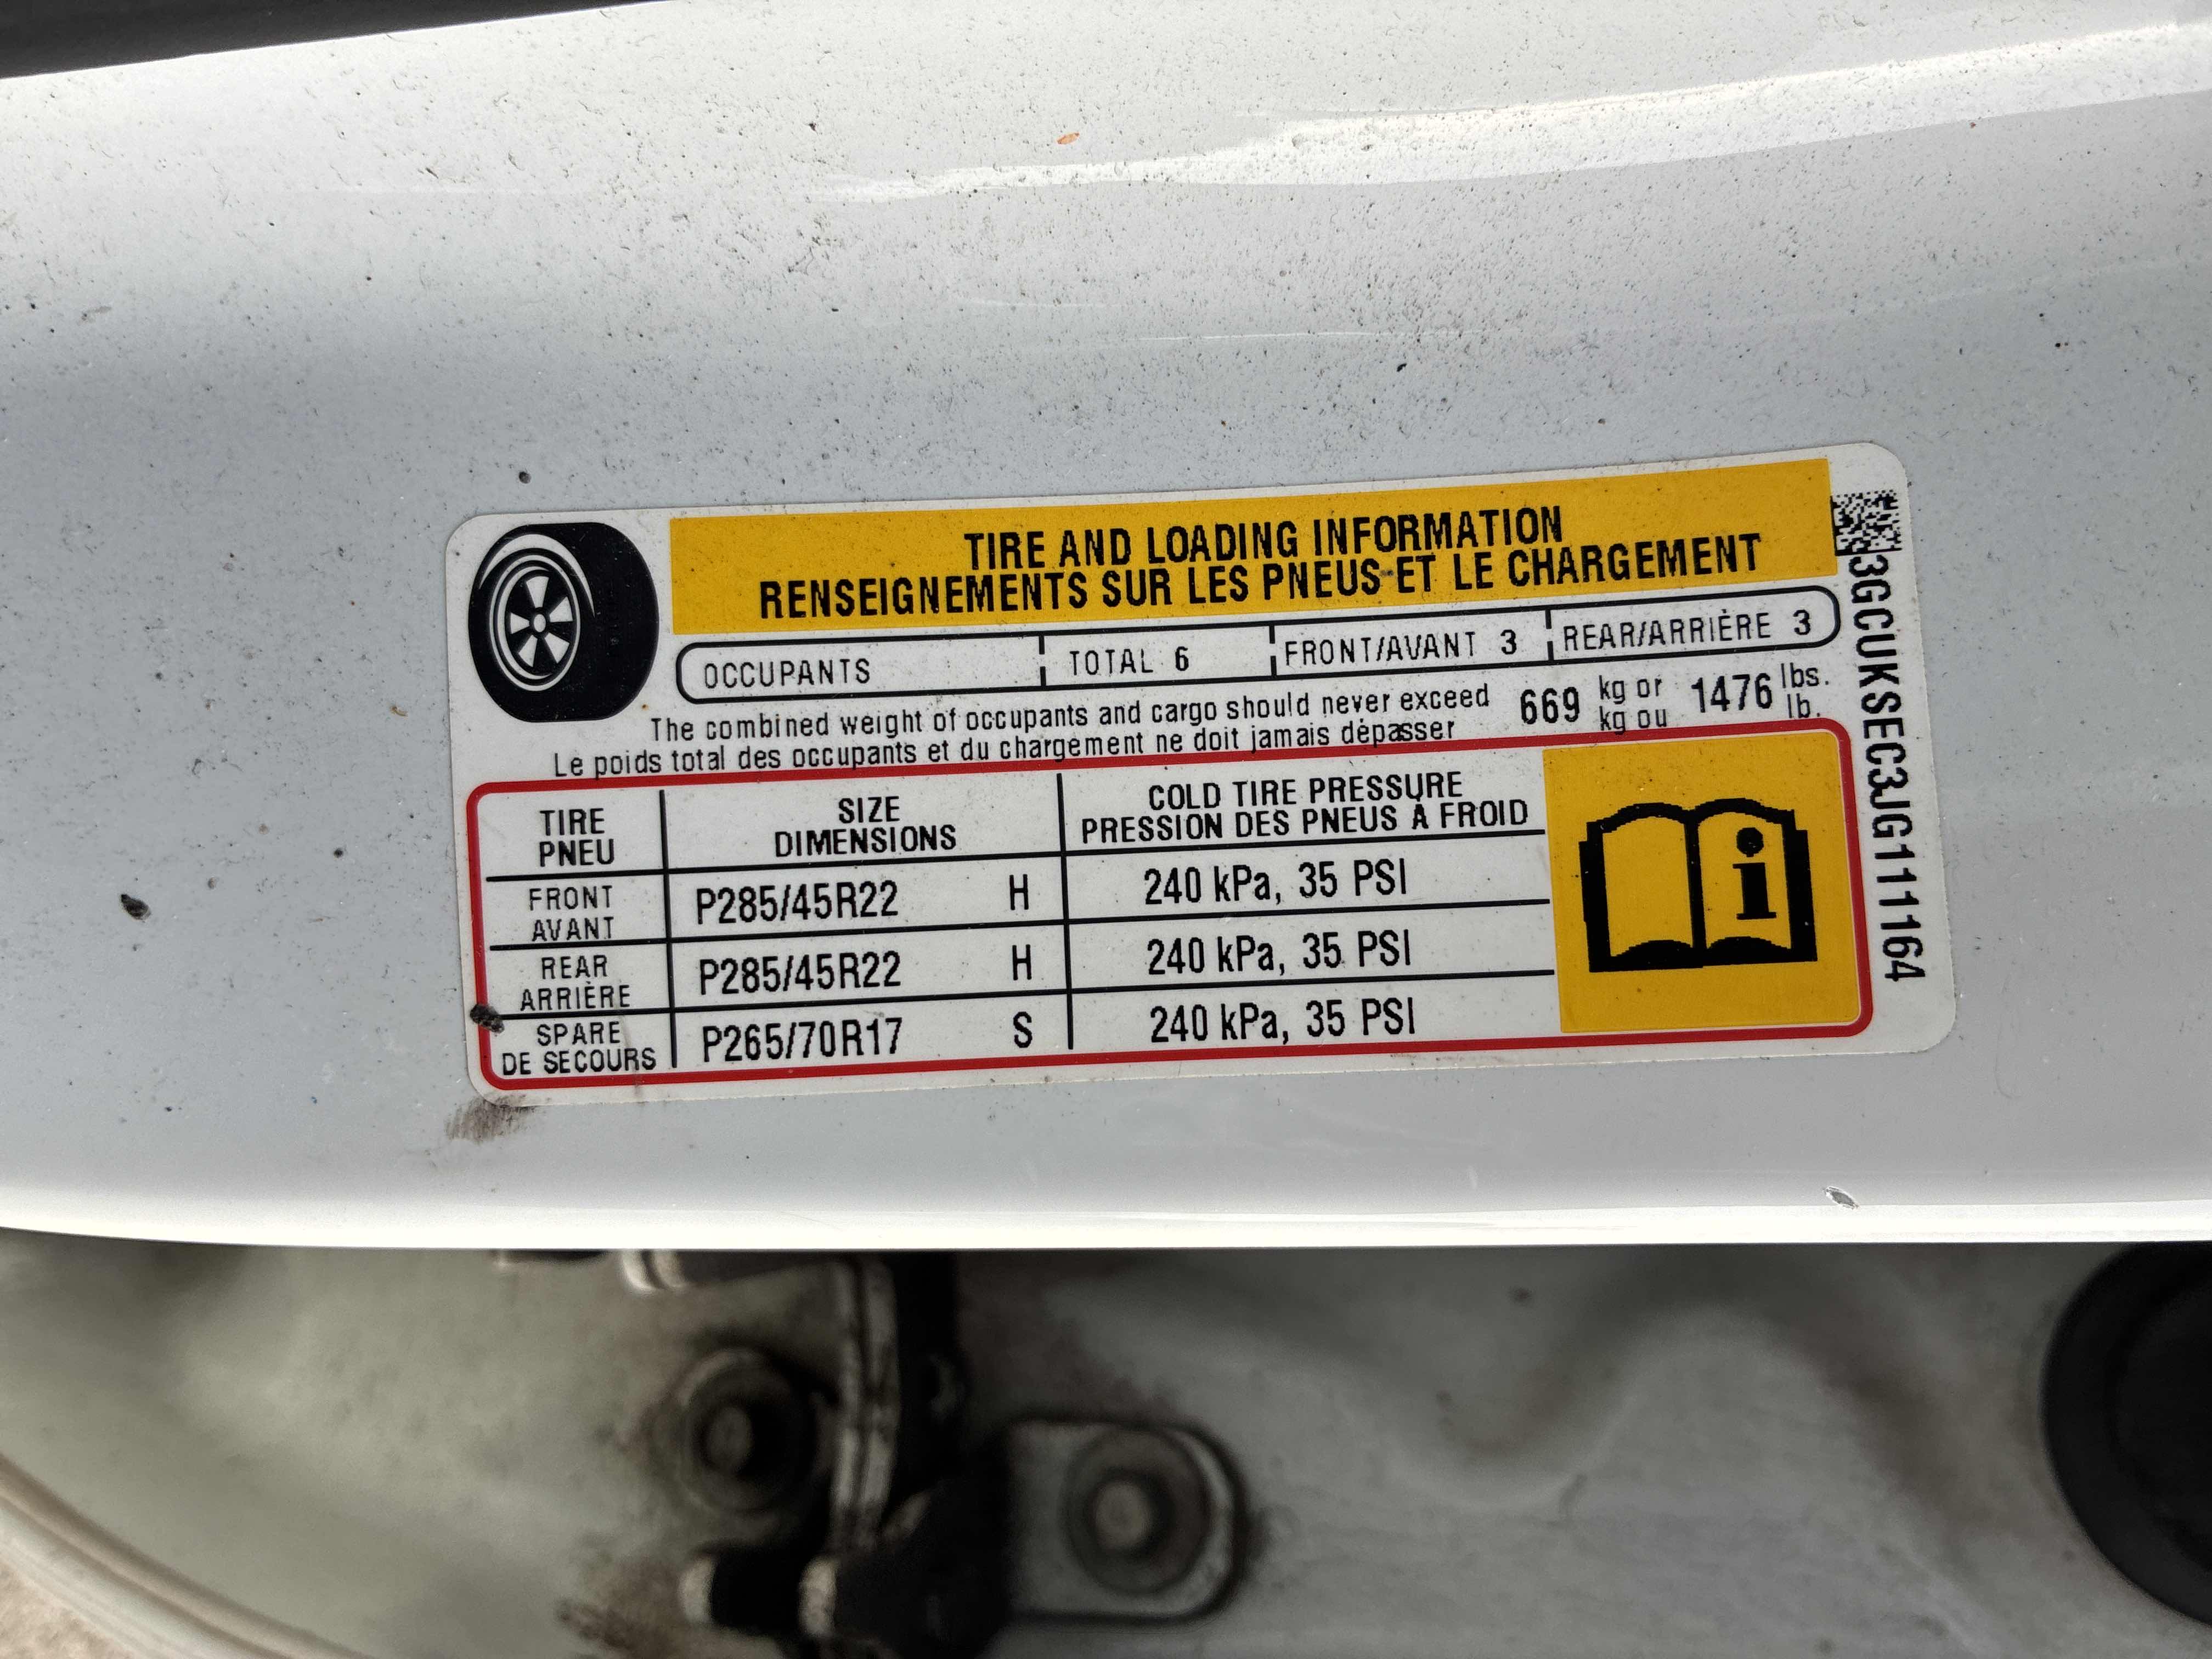 TIRE AND LOADING INFORMATION
RENSEIGNEMENTS SUR LES PNEUS ET LE CHARGEMENT
OCCUPANTS TOTAL 6 FRONT/AVANT 3 REAR/ARRIÈRE 3
The combined weight of occupants and cargo should never exceed 669 kg or 1476 lbs.
Le poids total des occupants et du chargement ne doit jamais dépasser kg ou lb.
TIRE SIZE COLD TIRE PRESSURE
PNEU DIMENSIONS PRESSION DES PNEUS À FROID
FRONT
AVANT P285/45R22 H 240 kPa, 35 PSI
REAR
ARRIÈRE P285/45R22 H 240 kPa, 35 PSI
SPARE
DE SECOURS P265/70R17 S 240 kPa, 35 PSI
i
3GCUKSEC3JG111164